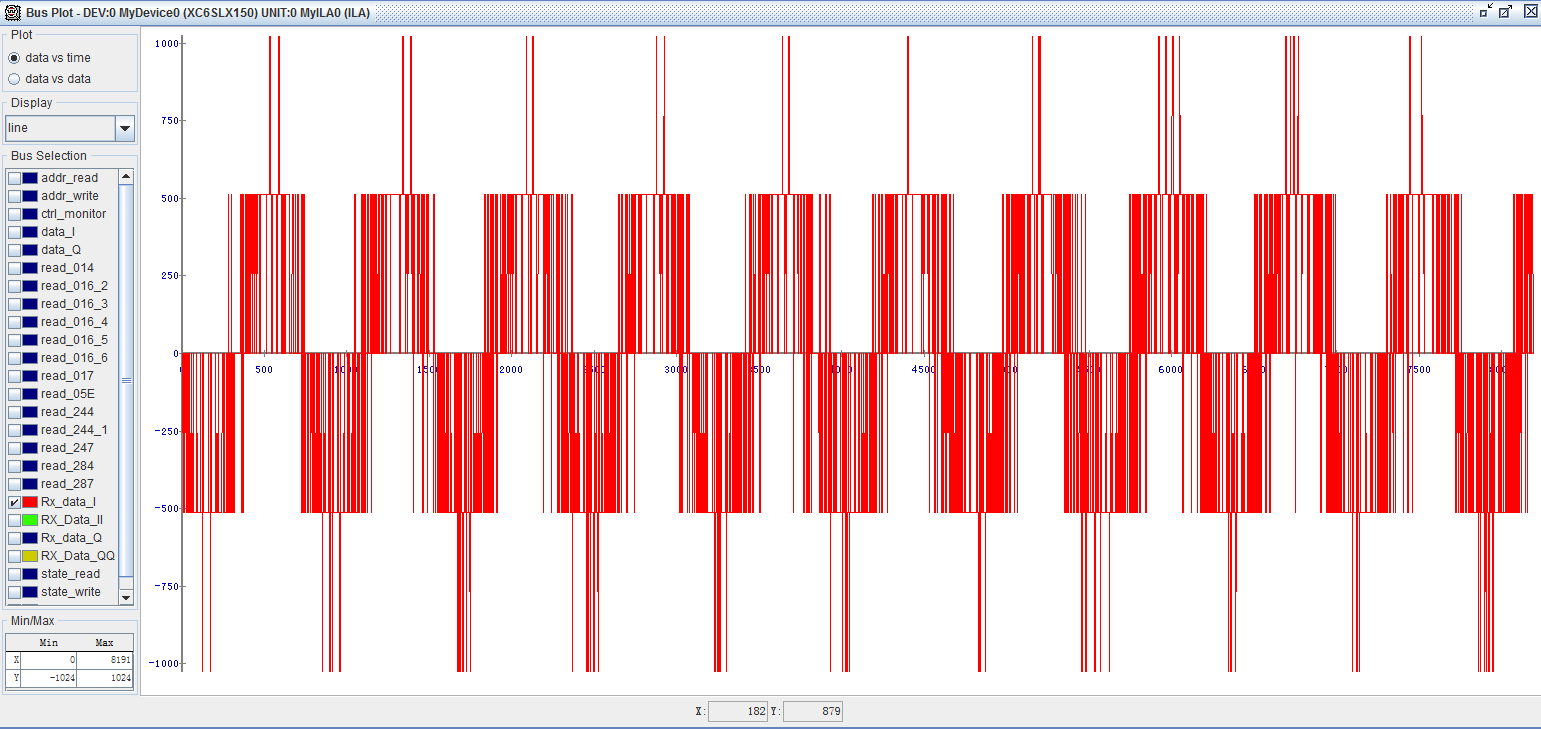 Bus Plot - DEV:0 MyDevice0 (XC6SLX150) UNIT:0 MyILA0 (ILA)
Plot
data vs time
data vs data
Display
line
Bus Selection
addr_read
addr_write
ctrl_monitor
data_I
data_Q
read_014
read_016_2
read_016_3
read_016_4
read_016_5
read_016_6
read_017
read_05E
read_244
read_244_1
read_247
read_284
read_287
Rx_data_I
RX_Data_II
Rx_data_Q
RX_Data_QQ
state_read
state_write
Min/Max
Min Max
X 0 8191
Y -1024 1024
1000
750
500
250
0
-250
-500
-750
-1000
500 2000 3000 4500 6000 7500
X: 182 Y: 879